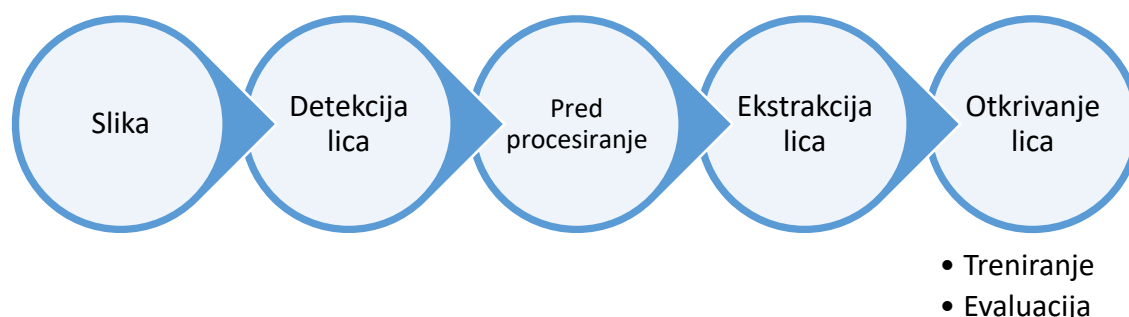 Slika
Detekcija
lica
Pred
procesiranje
Ekstrakcija
lica
Otkrivanje
lica
• Treniranje
• Evaluacija